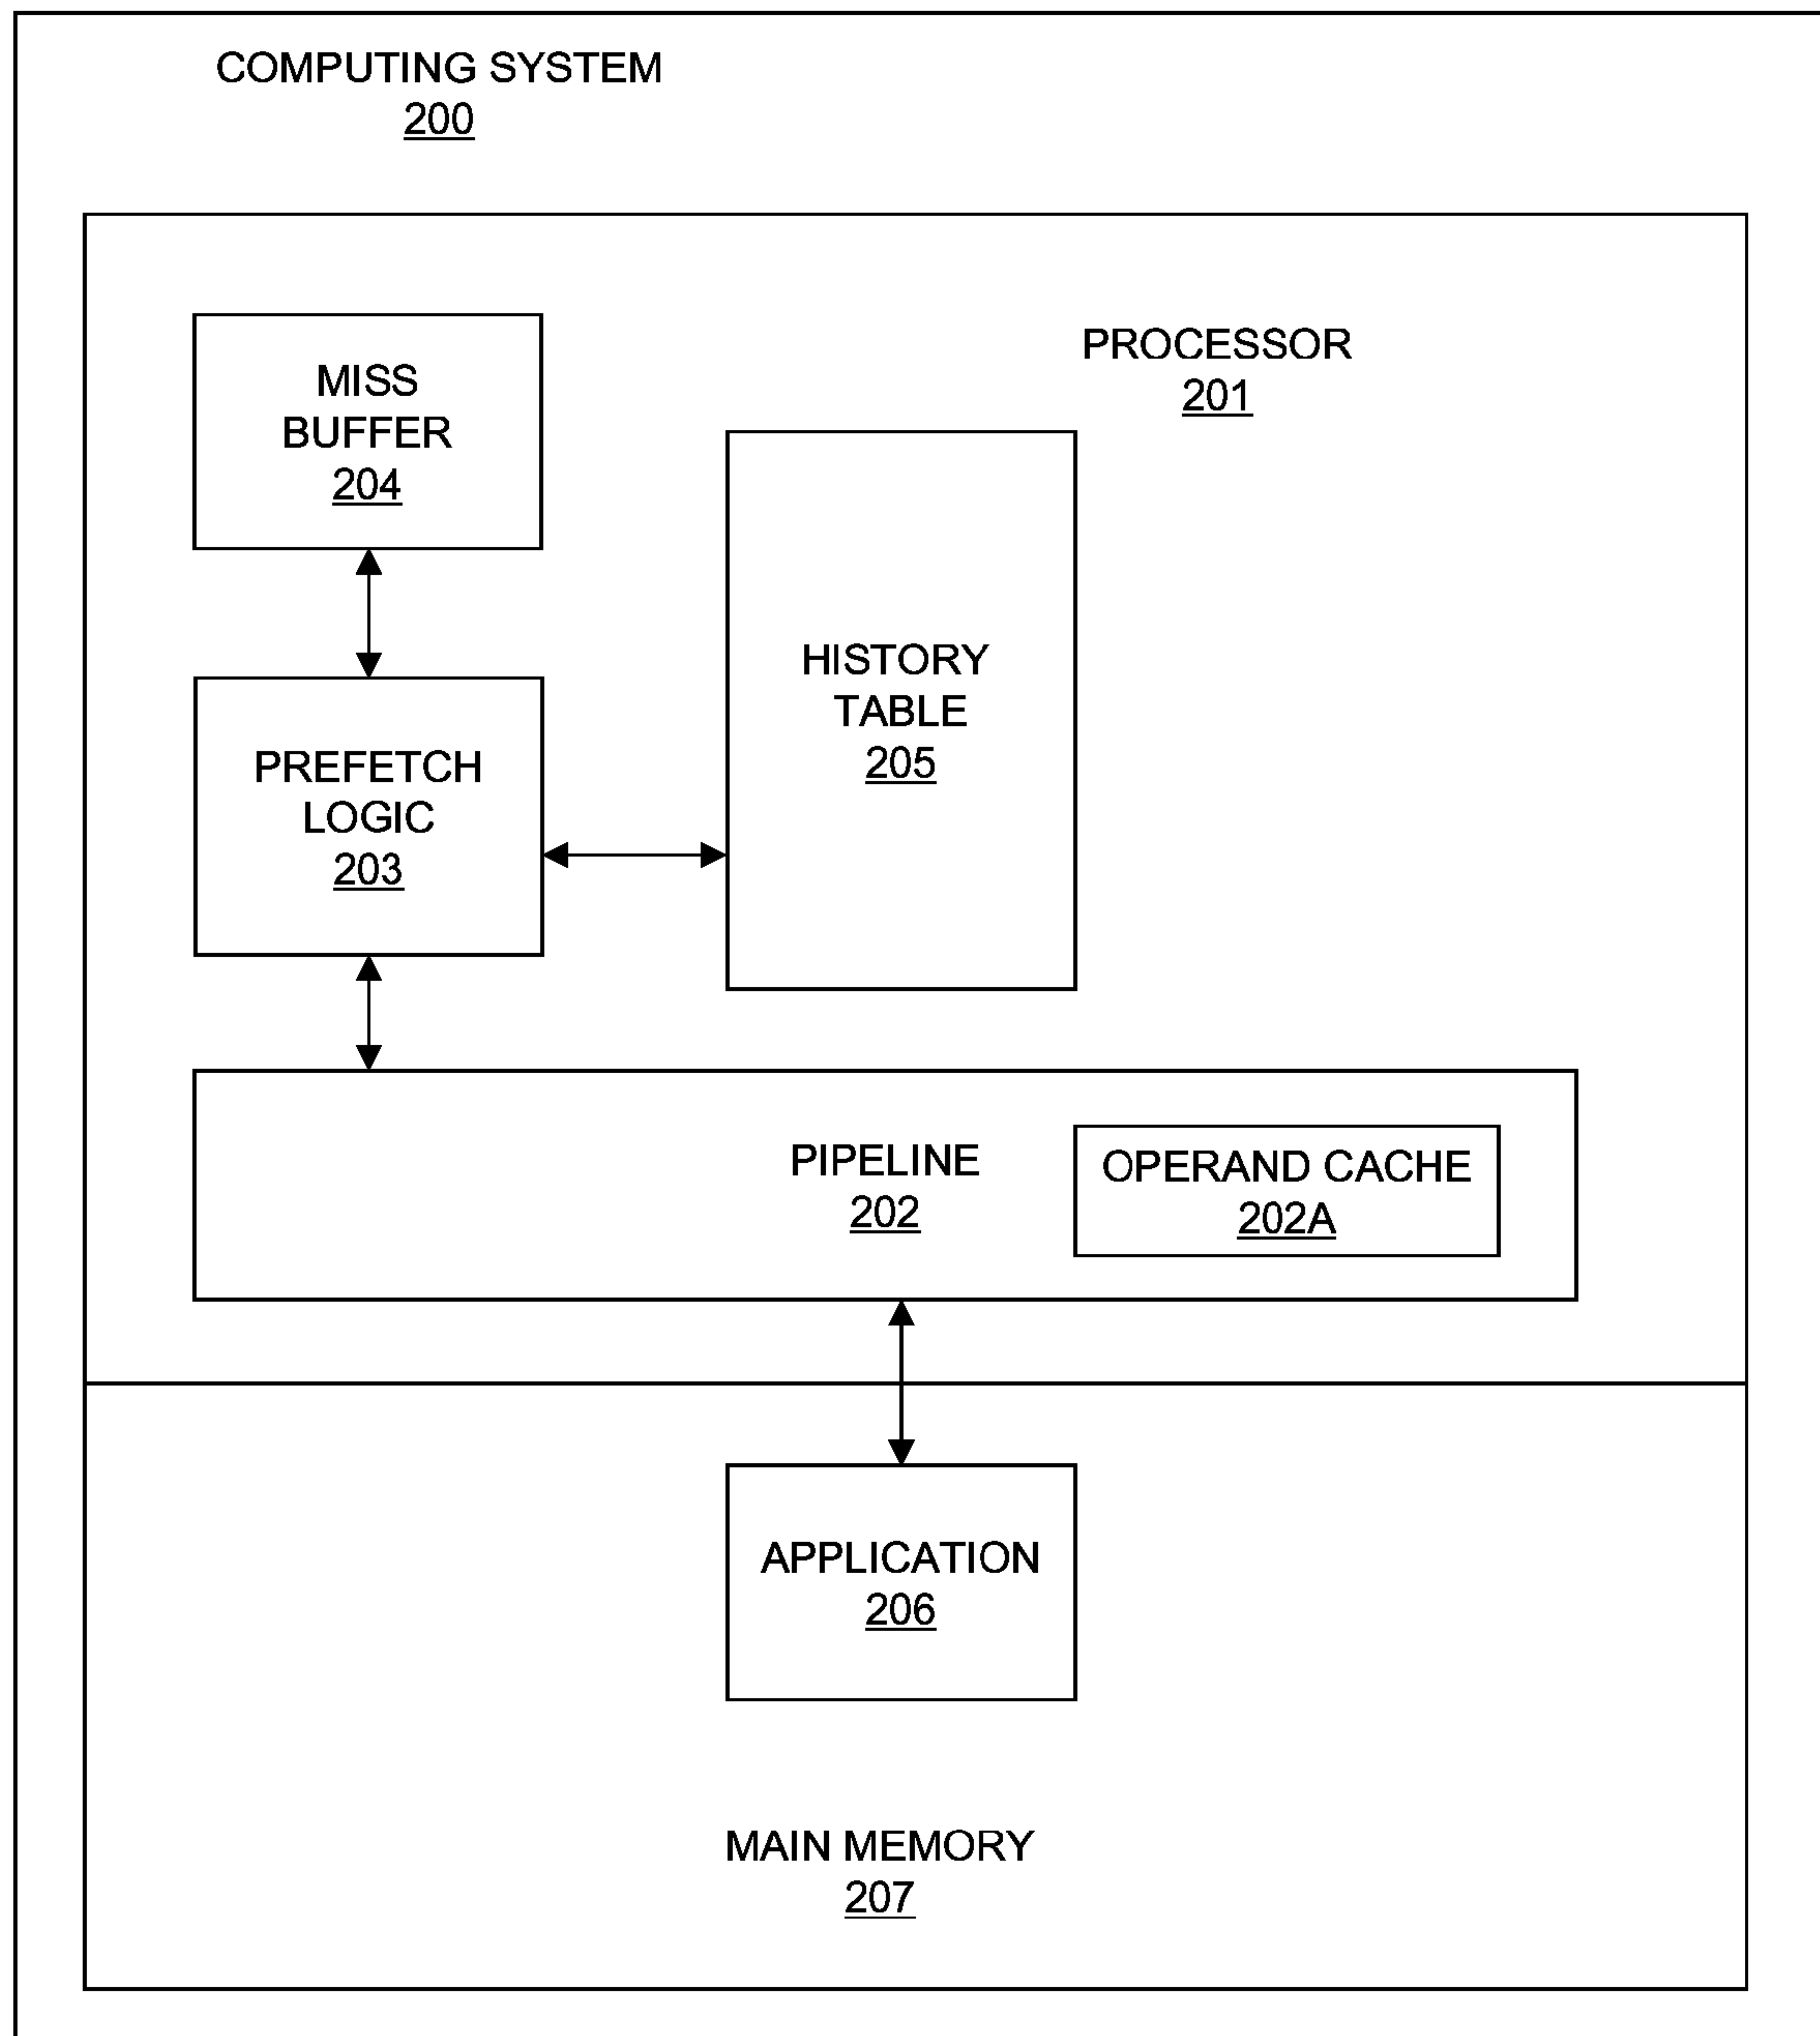 COMPUTING SYSTEM
200
PROCESSOR
201
MISS
BUFFER
204
HISTORY
TABLE
205
PREFETCH
LOGIC
203
PIPELINE
202
OPERAND CACHE
202A
APPLICATION
206
MAIN MEMORY
207